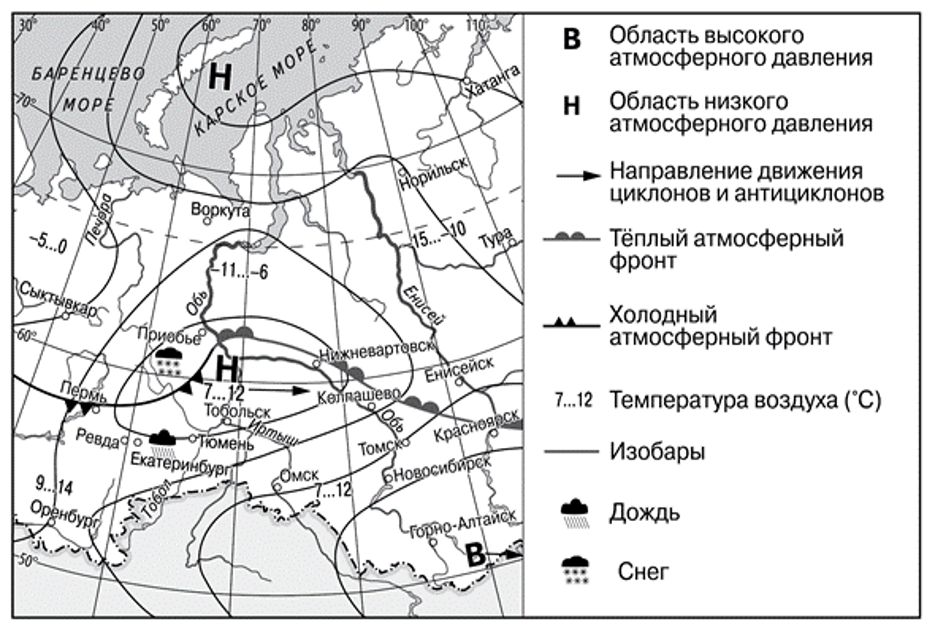 30° 40° 50° 60° 70° 80° 90° 100° 110°
БАРЕНЦЕВО
МОРЕ
Н
КАРСКОЕ МОРЕ
70°
Хатанга
Норильск
Воркута
Печора
-5...0
-15...-10
Тура
-11...-6
Сыктывкар
Обь
Енисей
60°
Приобье
Н
Нижневартовск
Енисейск
Пермь
7...12
Колпашево
Тобольск
Обь
Ревда
Тюмень
Иртыш
Томск
Красноярск
Екатеринбург
9...14
Тобол
Омск
7...12
Новосибирск
Оренбург
Горно-Алтайск
В
50°
В
Область высокого
атмосферного давления
Н
Область низкого
атмосферного давления
Направление движения
циклонов и антициклонов
Тёплый атмосферный
фронт
Холодный
атмосферный фронт
7...12 Температура воздуха (°С)
Изобары
Дождь
Снег